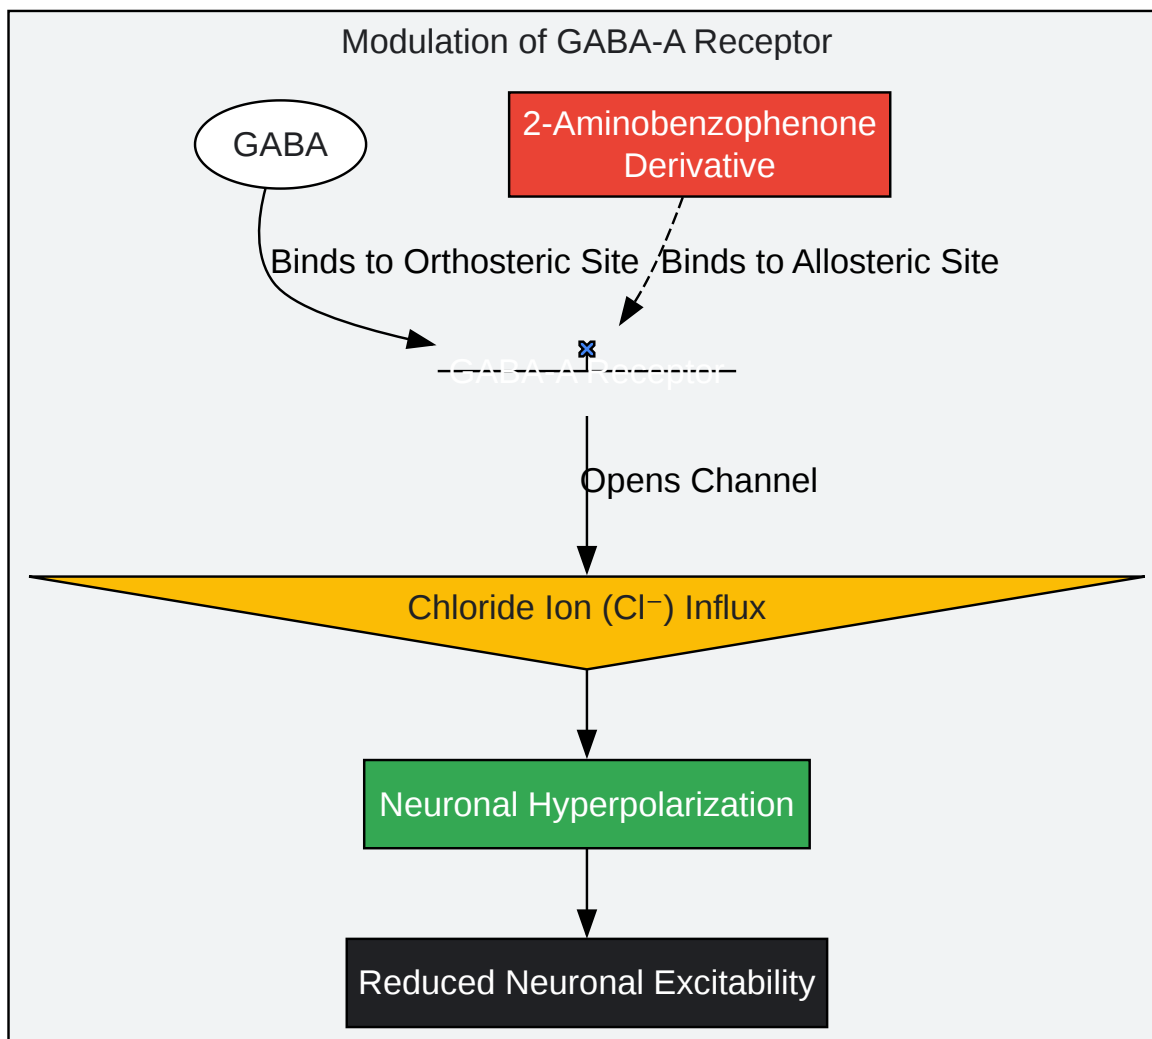 Modulation of GABA-A Receptor
GABA
2-Aminobenzophenone
Derivative
Binds to Orthosteric Site
Binds to Allosteric Site
GABA-A Receptor
Opens Channel
Chloride Ion (Cl⁻) Influx
Neuronal Hyperpolarization
Reduced Neuronal Excitability